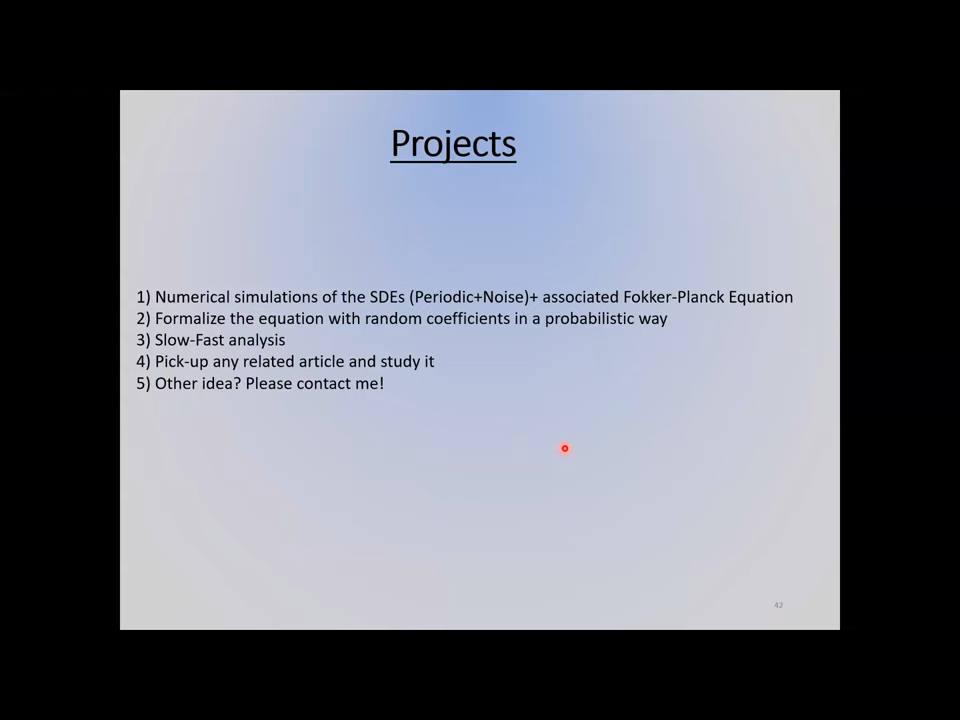 Projects
1) Numerical simulations of the SDEs (Periodic+Noise)+ associated Fokker-Planck Equation
2) Formalize the equation with random coefficients in a probabilistic way
3) Slow-Fast analysis
4) Pick-up any related article and study it
5) Other idea? Please contact me!
42